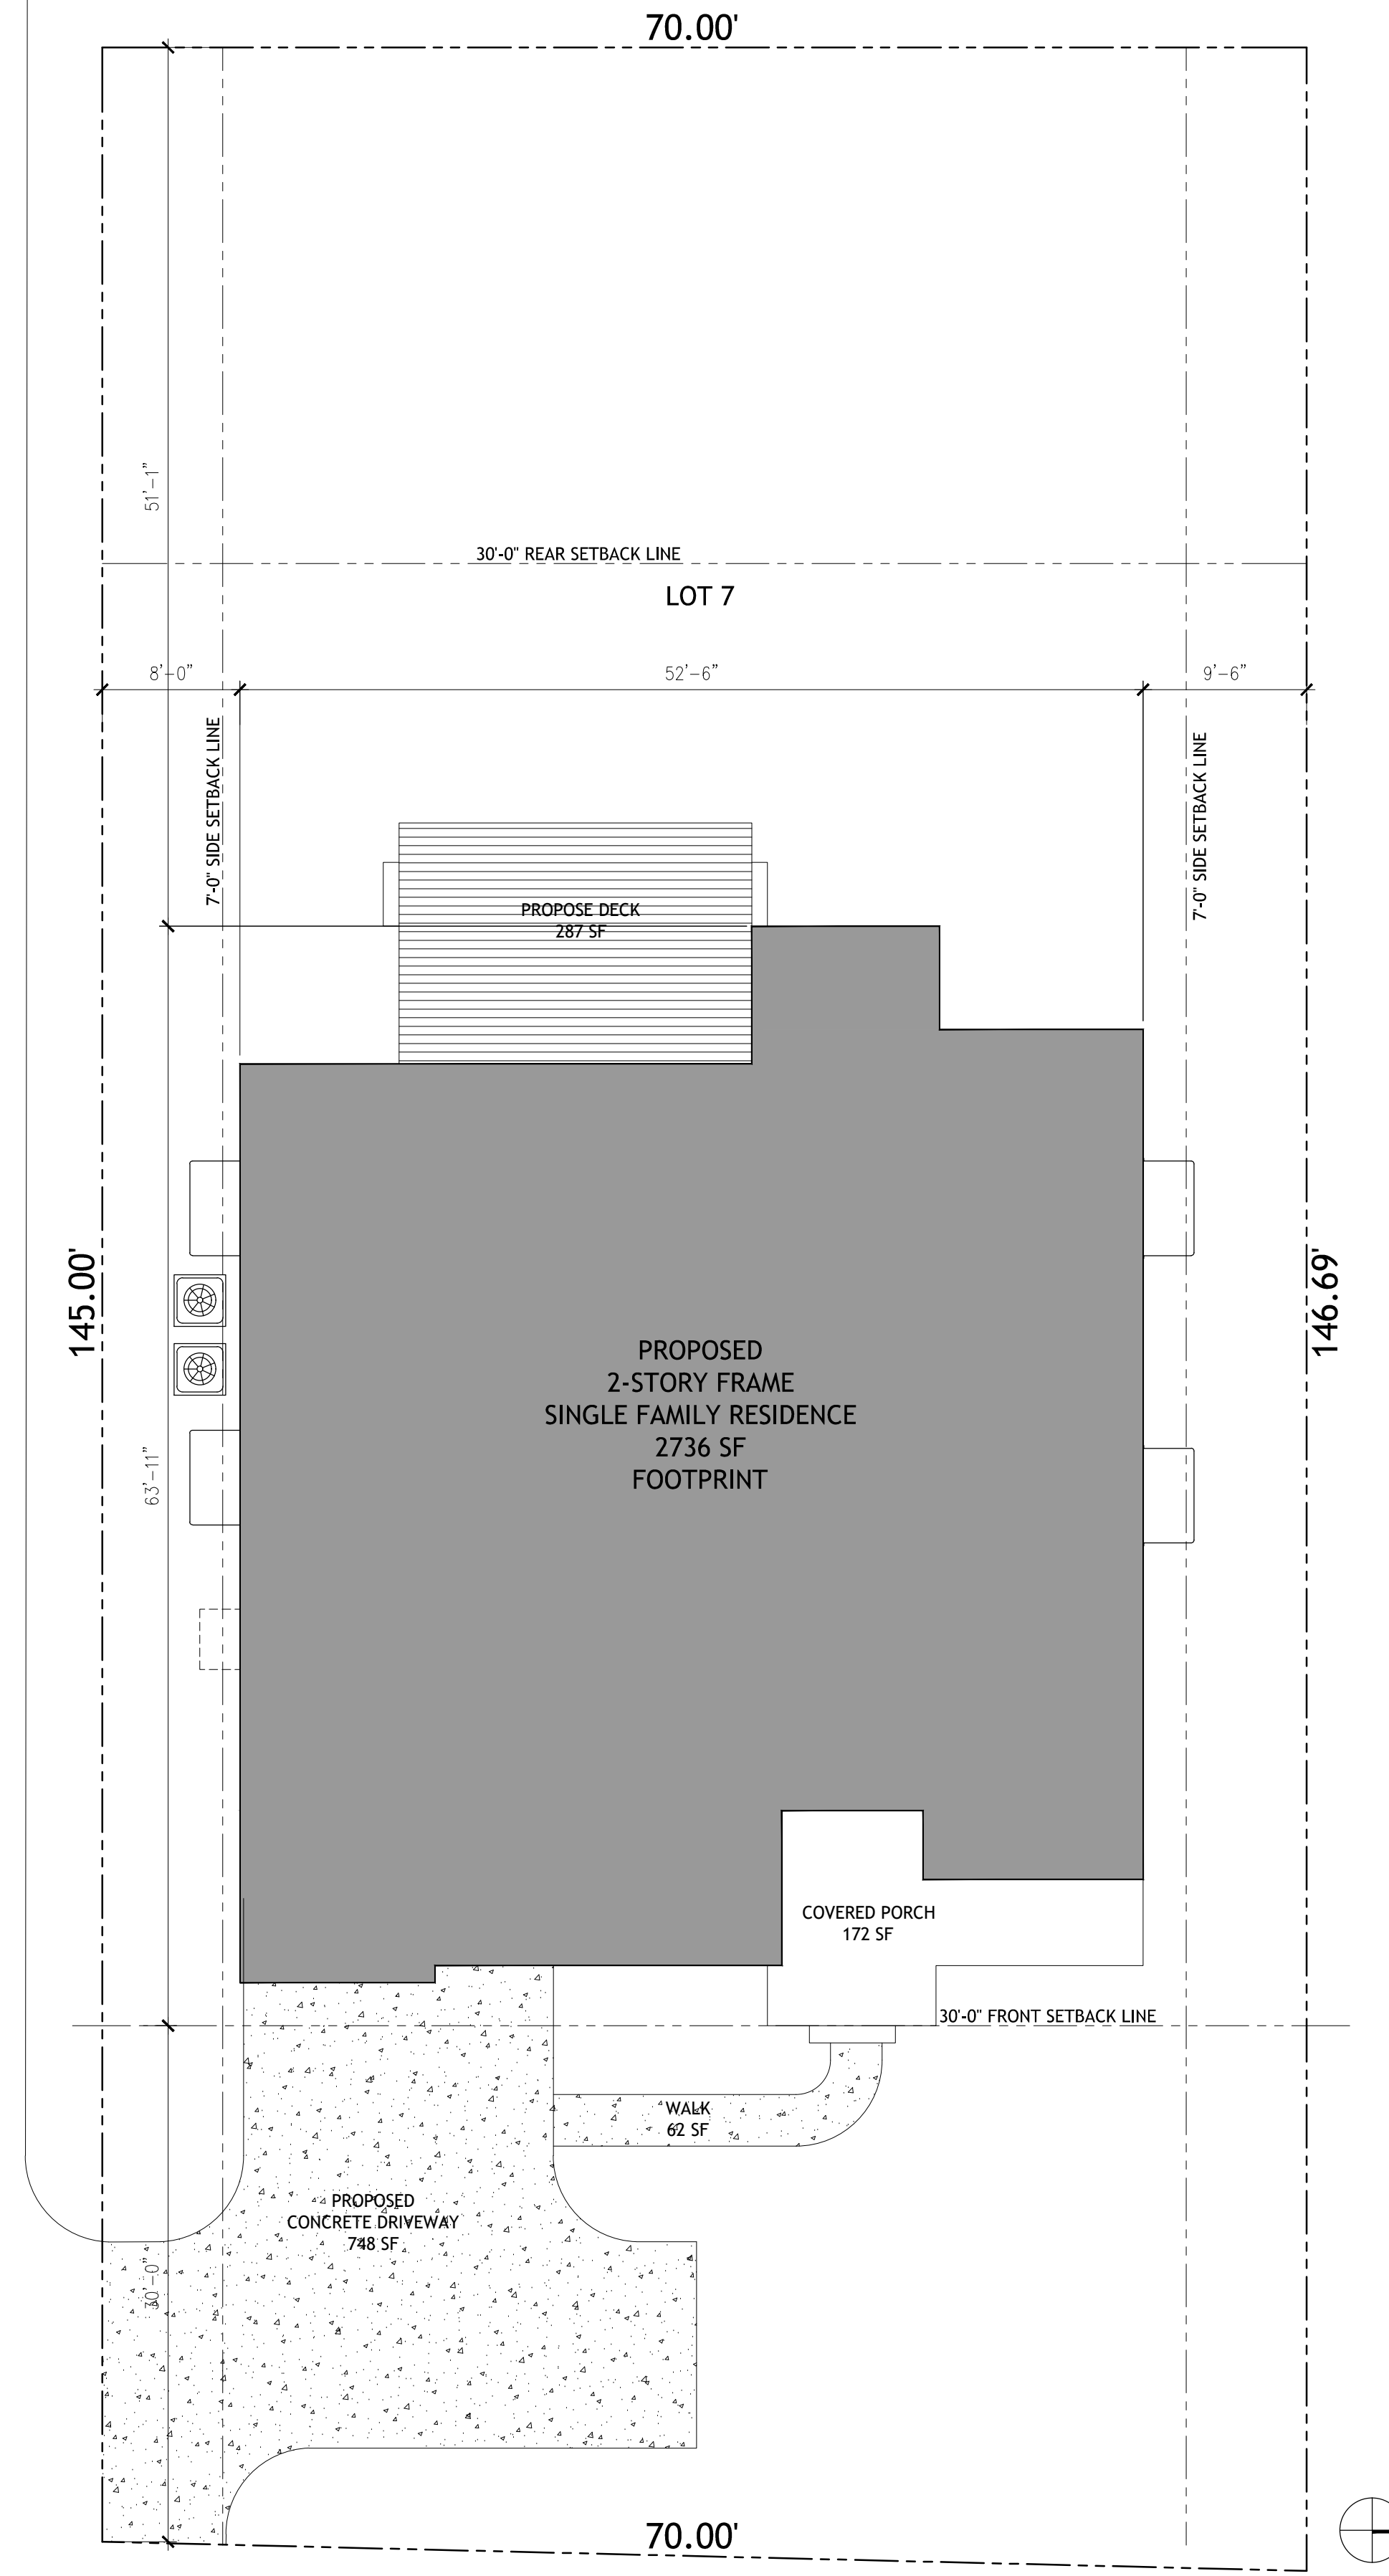 70.00'
51'-1"
30'-0" REAR SETBACK LINE
LOT 7
8'-0"
52'-6"
9'-6"
7'-0" SIDE SETBACK LINE
7'-0" SIDE SETBACK LINE
PROPOSE DECK
287 SF
145.00'
146.69'
PROPOSED
2-STORY FRAME
SINGLE FAMILY RESIDENCE
2736 SF
FOOTPRINT
63'-11"
COVERED PORCH
172 SF
30'-0" FRONT SETBACK LINE
WALK
62 SF
PROPOSED
CONCRETE DRIVEWAY
748 SF
30'-0"
70.00'